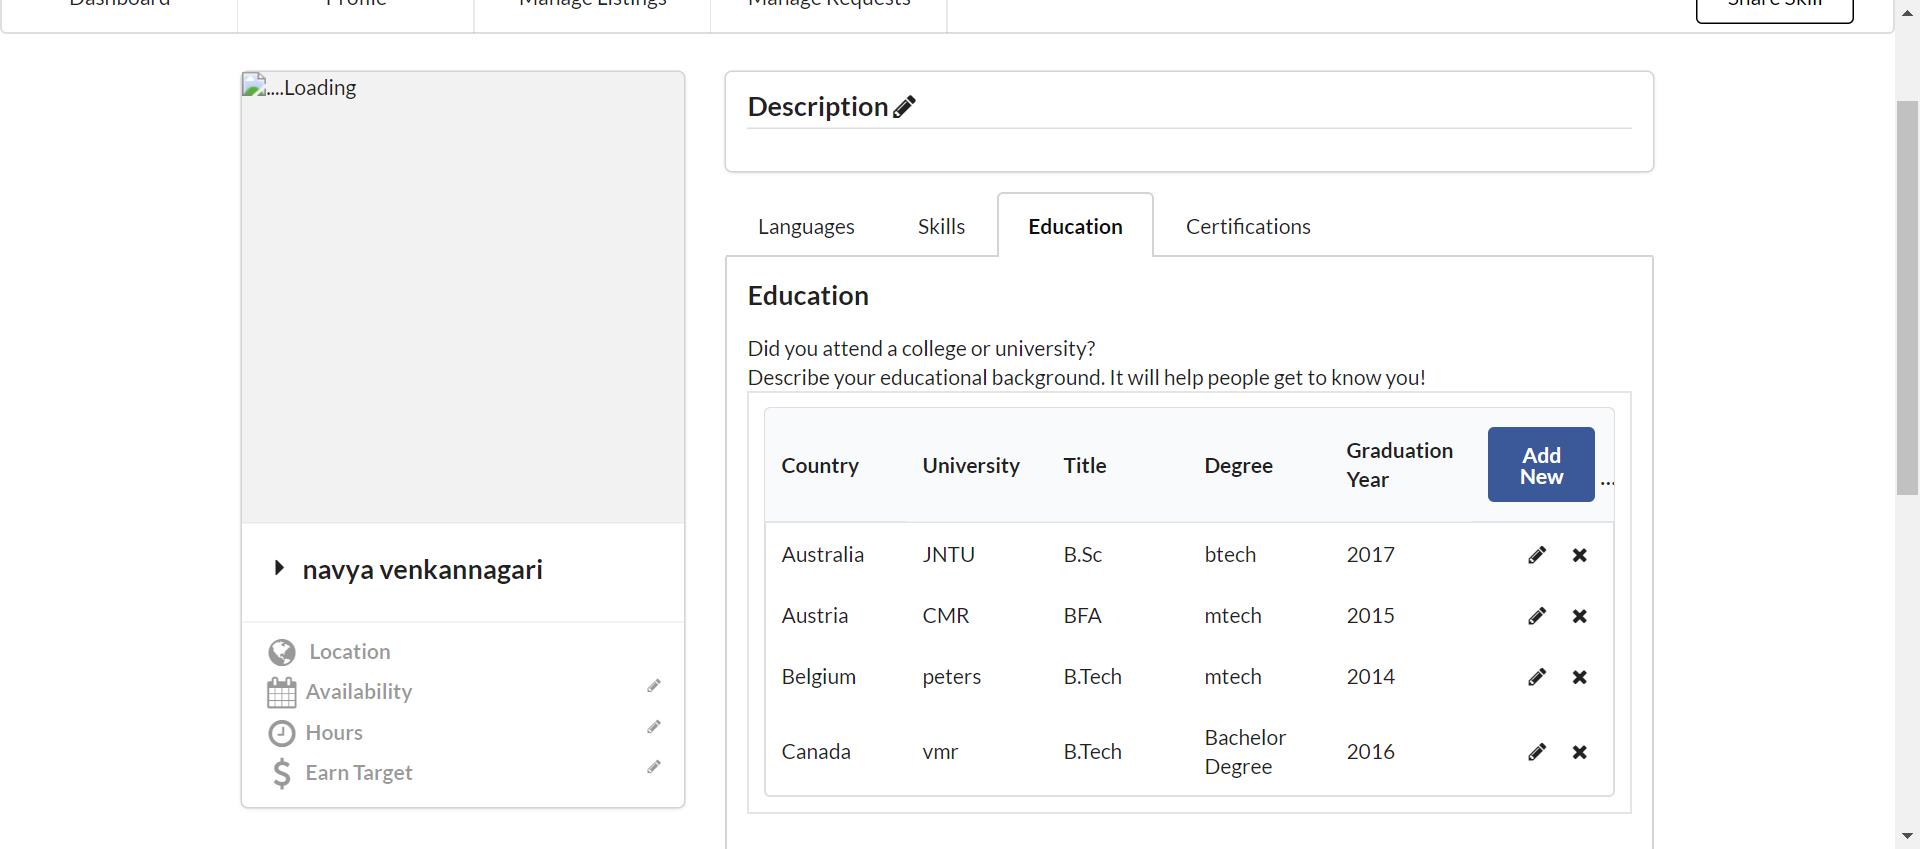 Dashboard Profile Manage Listings Manage Requests Share Skill
....Loading
navya venkannagari
Location
Availability
Hours
Earn Target
Description
Languages Skills Education Certifications
Education
Did you attend a college or university?
Describe your educational background. It will help people get to know you!
Country University Title Degree Graduation Year Add New ...
Australia JNTU B.Sc btech 2017
Austria CMR BFA mtech 2015
Belgium peters B.Tech mtech 2014
Canada vmr B.Tech Bachelor Degree 2016